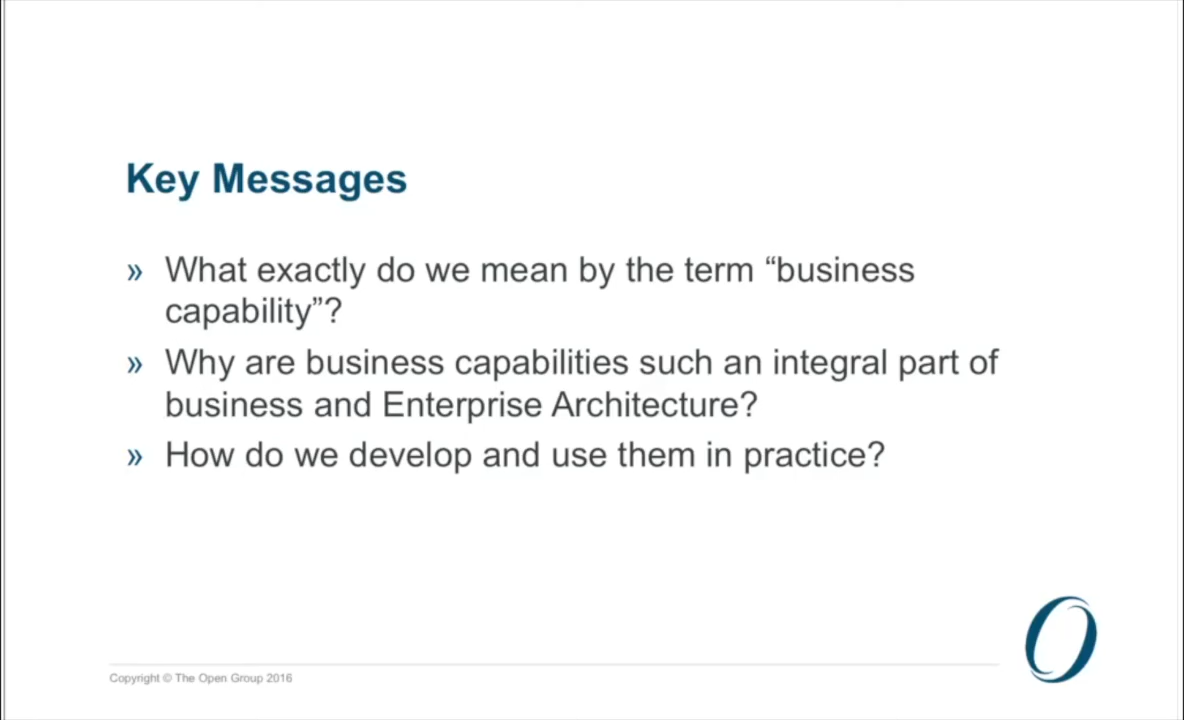 Key Messages
» What exactly do we mean by the term “business
capability”?
» Why are business capabilities such an integral part of
business and Enterprise Architecture?
» How do we develop and use them in practice?
Copyright © The Open Group 2016